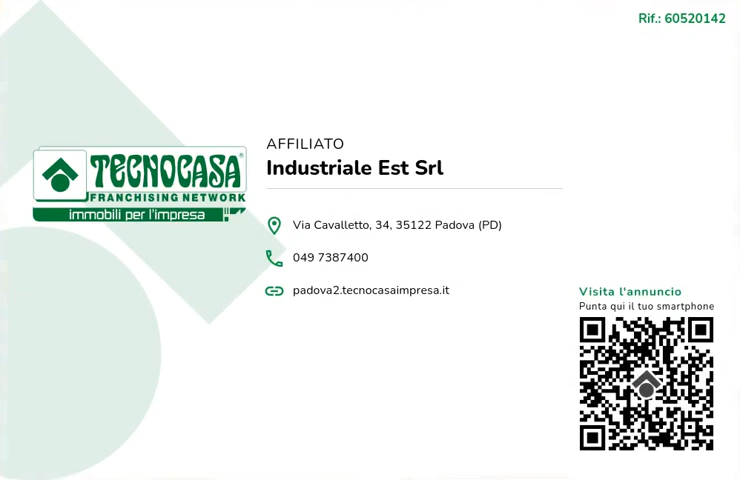 Rif.: 60520142
TECNOCASA®
FRANCHISING NETWORK
immobili per l'impresa
AFFILIATO
Industriale Est Srl
Via Cavalletto, 34, 35122 Padova (PD)
049 7387400
padova2.tecnocasaimpresa.it
Visita l'annuncio
Punta qui il tuo smartphone